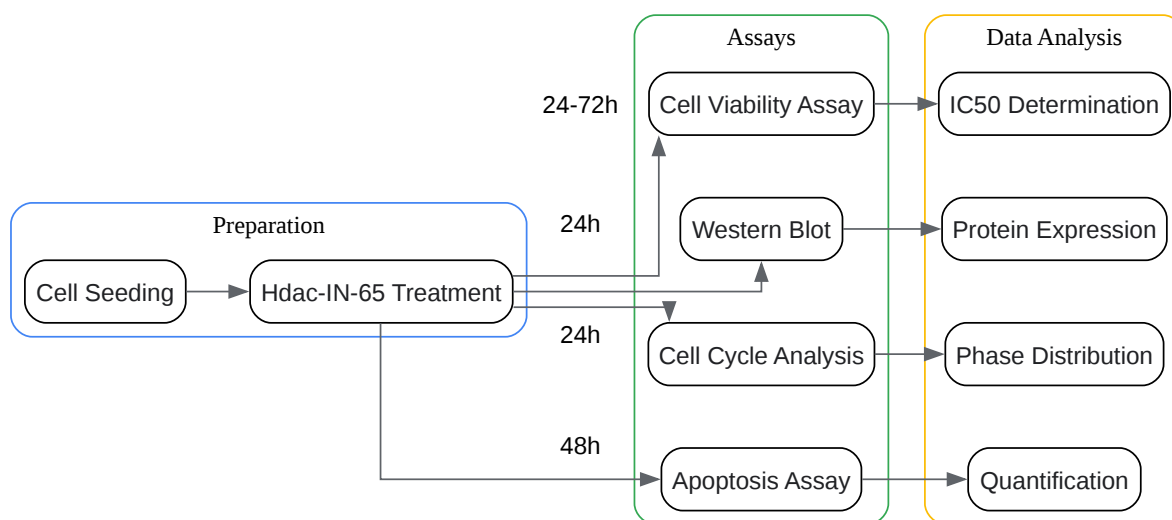 Assays
Data Analysis
24-72h
Cell Viability Assay
IC50 Determination
Preparation
24h
Western Blot
Protein Expression
Cell Seeding
Hdac-IN-65 Treatment
24h
Cell Cycle Analysis
Phase Distribution
48h
Apoptosis Assay
Quantification